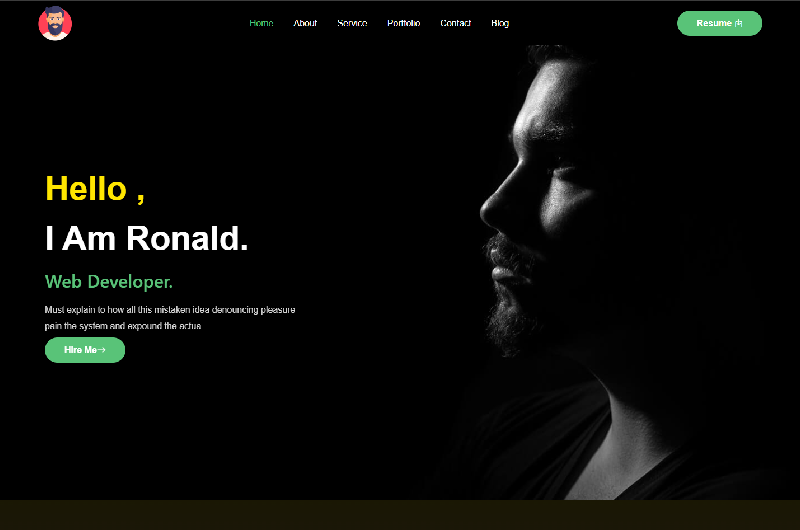 Home
About
Service
Portfolio
Contact
Blog
Resume
Hello ,
I Am Ronald.
Web Developer.
Must explain to how all this mistaken idea denouncing pleasure
pain the system and expound the actua
Hire Me→